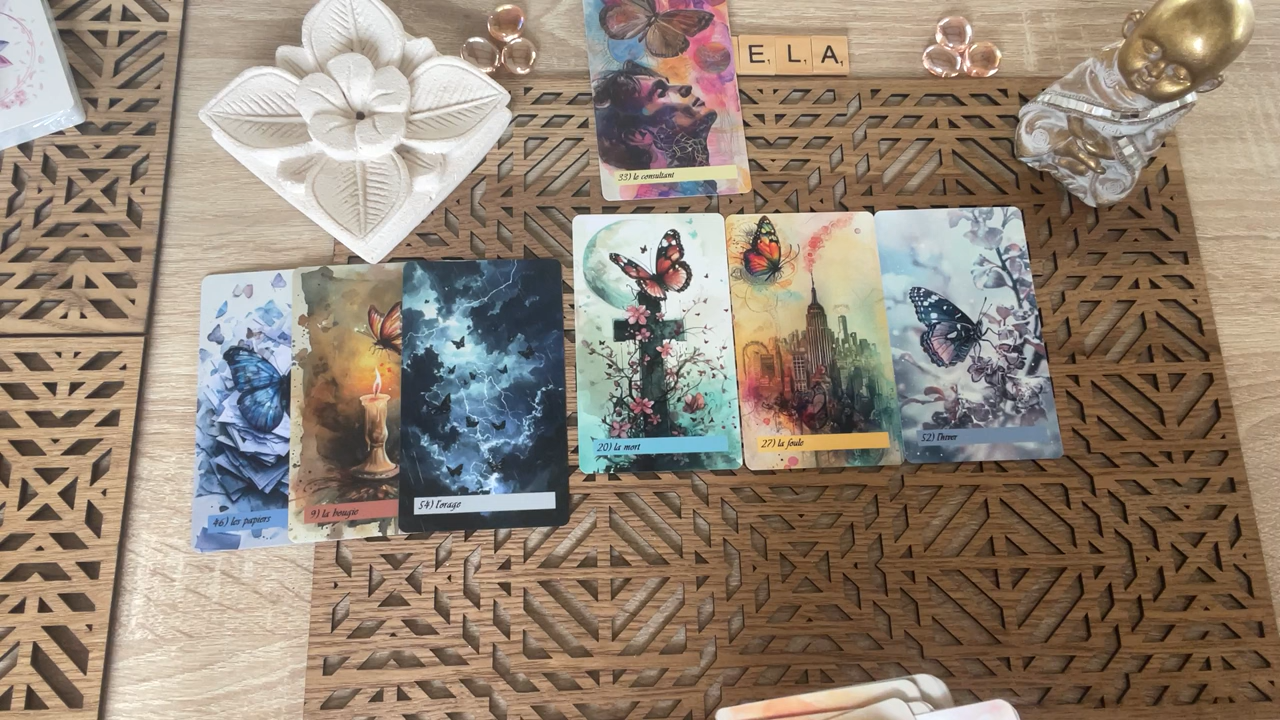 E L A
33) le consultant
20) la mort
27) la foule
52) l'hiver
46) les papiers
9) la bougie
54) l'orage